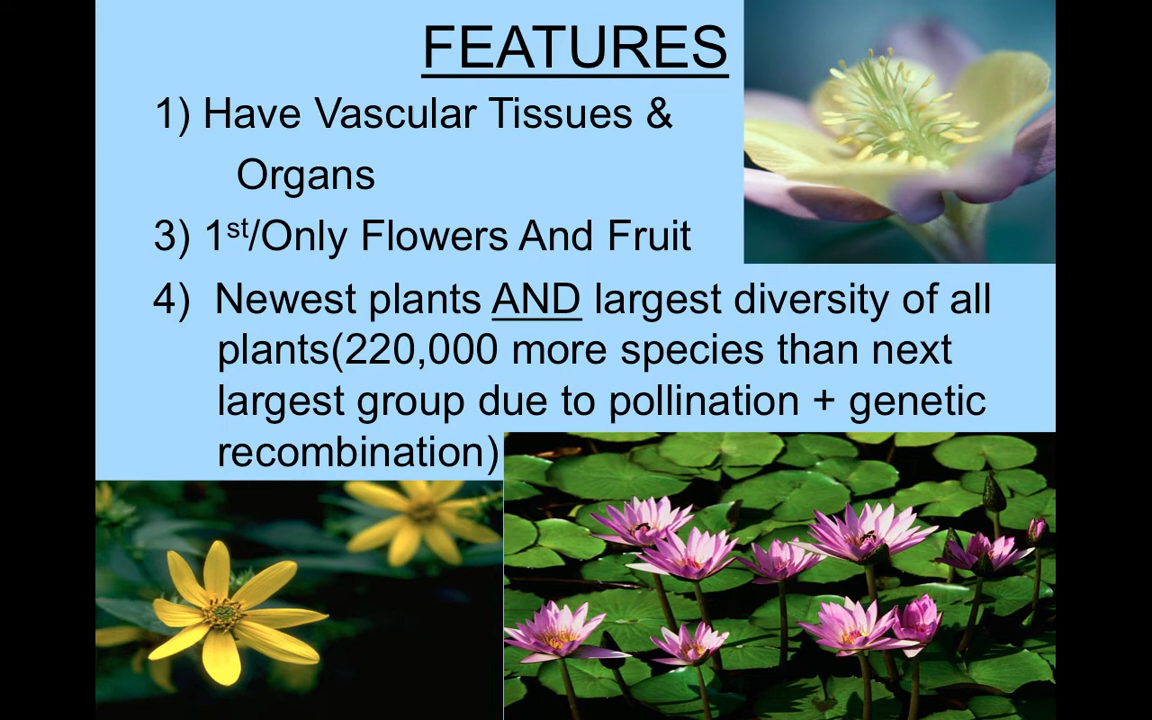 FEATURES
1) Have Vascular Tissues &
Organs
3) 1st/Only Flowers And Fruit
4) Newest plants AND largest diversity of all
plants(220,000 more species than next
largest group due to pollination + genetic
recombination)